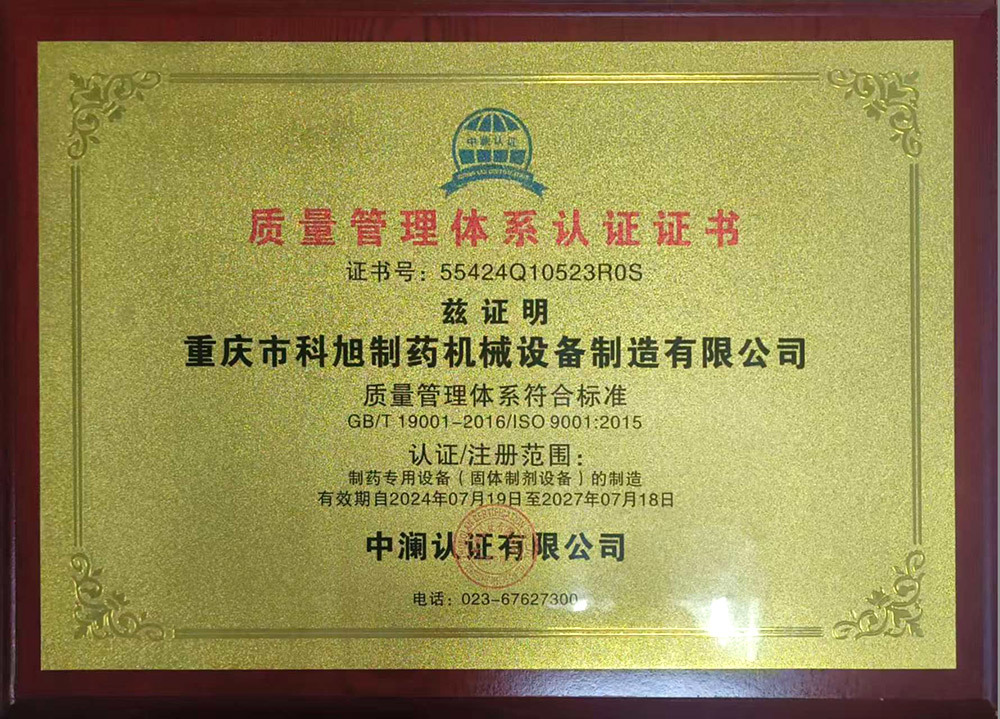 中澜认证
质量管理体系认证证书
证书号：55424Q10523R0S
兹证明
重庆市科旭制药机械设备制造有限公司
质量管理体系符合标准
GB/T 19001-2016/ISO 9001:2015
认证/注册范围：
制药专用设备（固体制剂设备）的制造
有效期自2024年07月19日至2027年07月18日
中澜认证有限公司
电话：023-67627300